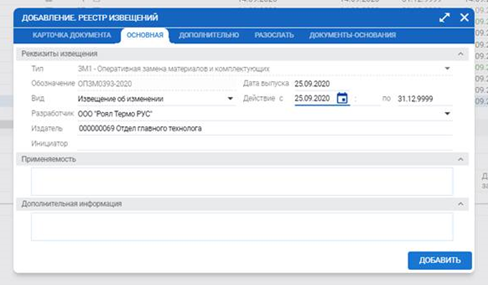 ДОБАВЛЕНИЕ. РЕЕСТР ИЗВЕЩЕНИЙ
КАРТОЧКА ДОКУМЕНТА ОСНОВНАЯ ДОПОЛНИТЕЛЬНО РАЗОСЛАТЬ ДОКУМЕНТЫ-ОСНОВАНИЯ
Реквизиты извещения
Тип ЗМ1 - Оперативная замена материалов и комплектующих
Обозначение ОПЗМ0393-2020 Дата выпуска 25.09.2020
Вид Извещение об изменении Действие с 25.09.2020 по 31.12.9999
Разработчик ООО "Роял Термо РУС"
Издатель 000000069 Отдел главного технолога
Инициатор
Применяемость
Дополнительная информация
ДОБАВИТЬ